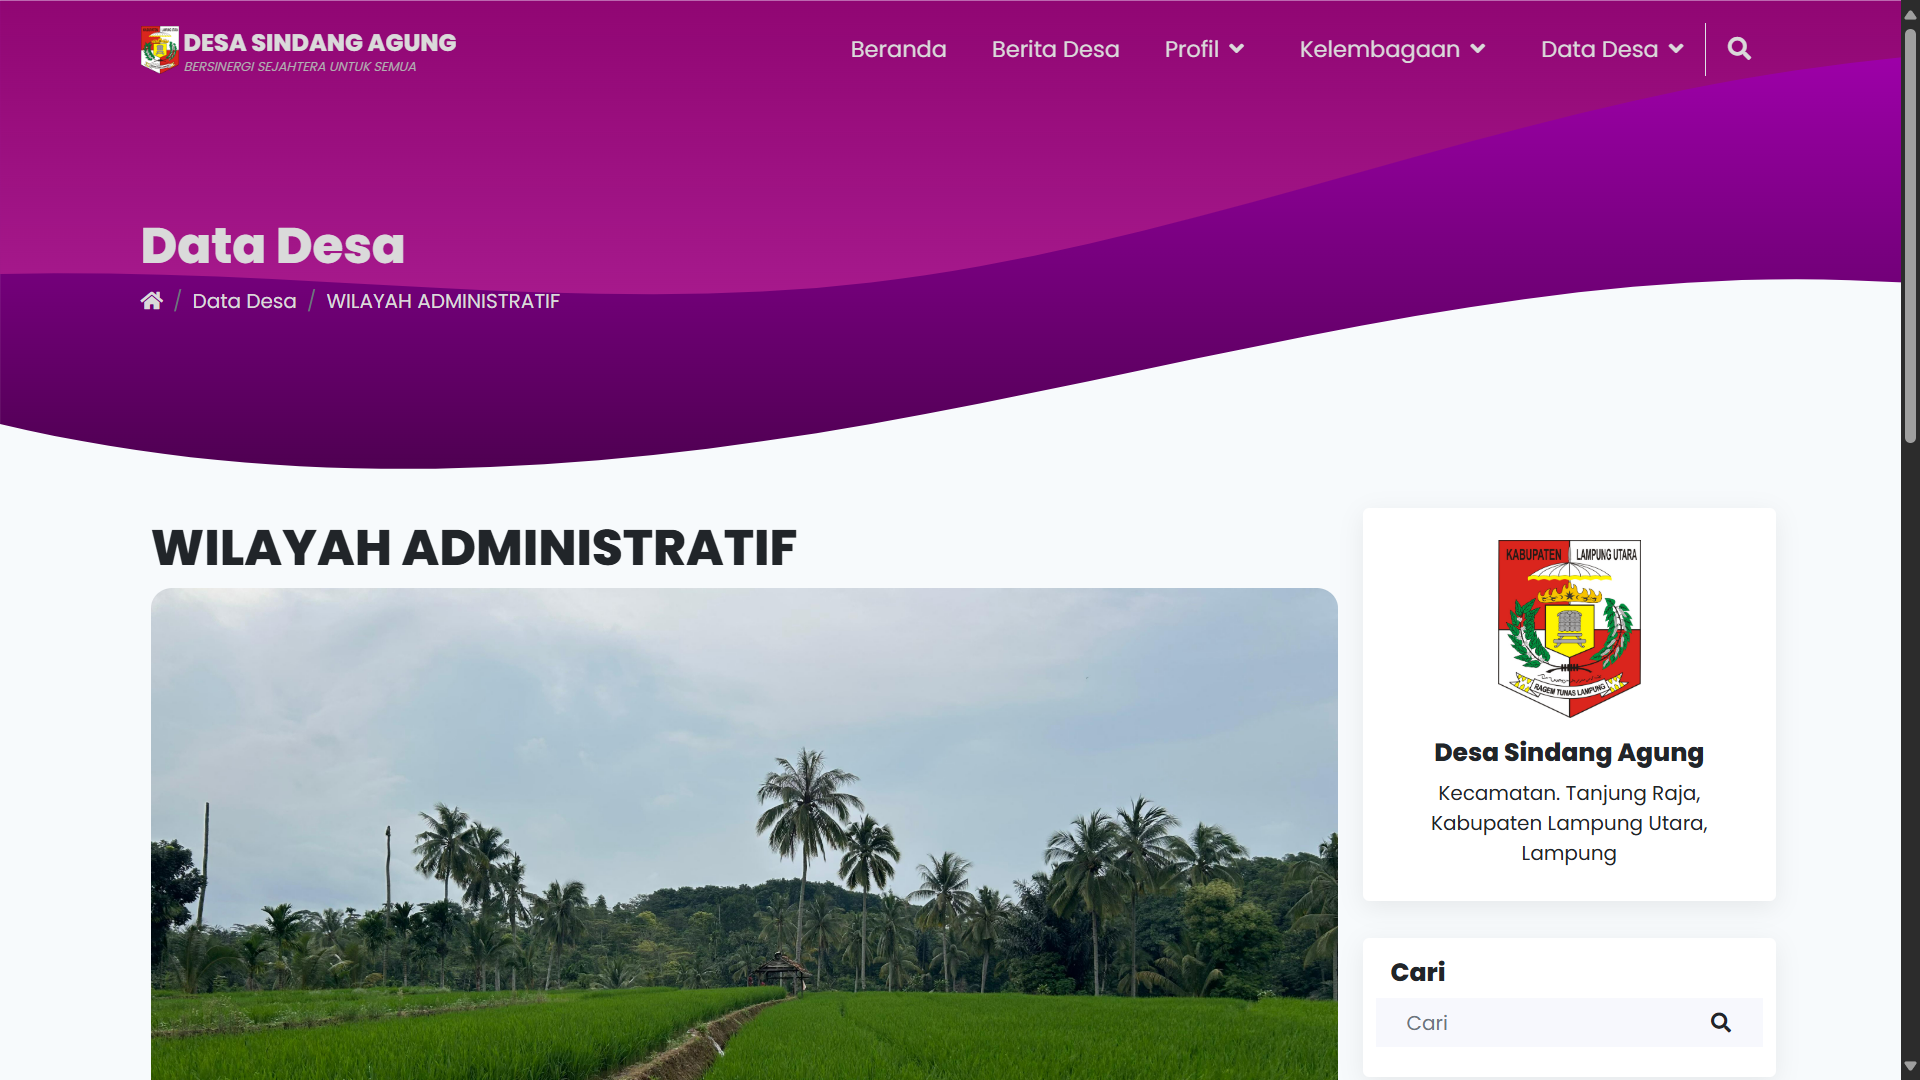 DESA SINDANG AGUNG
BERSINERGI SEJAHTERA UNTUK SEMUA
Beranda
Berita Desa
Profil
Kelembagaan
Data Desa
Data Desa
/ Data Desa / WILAYAH ADMINISTRATIF
WILAYAH ADMINISTRATIF
KABUPATEN LAMPUNG UTARA
RAGEM TUNAS LAMPUNG
Desa Sindang Agung
Kecamatan. Tanjung Raja,
Kabupaten Lampung Utara,
Lampung
Cari
Cari